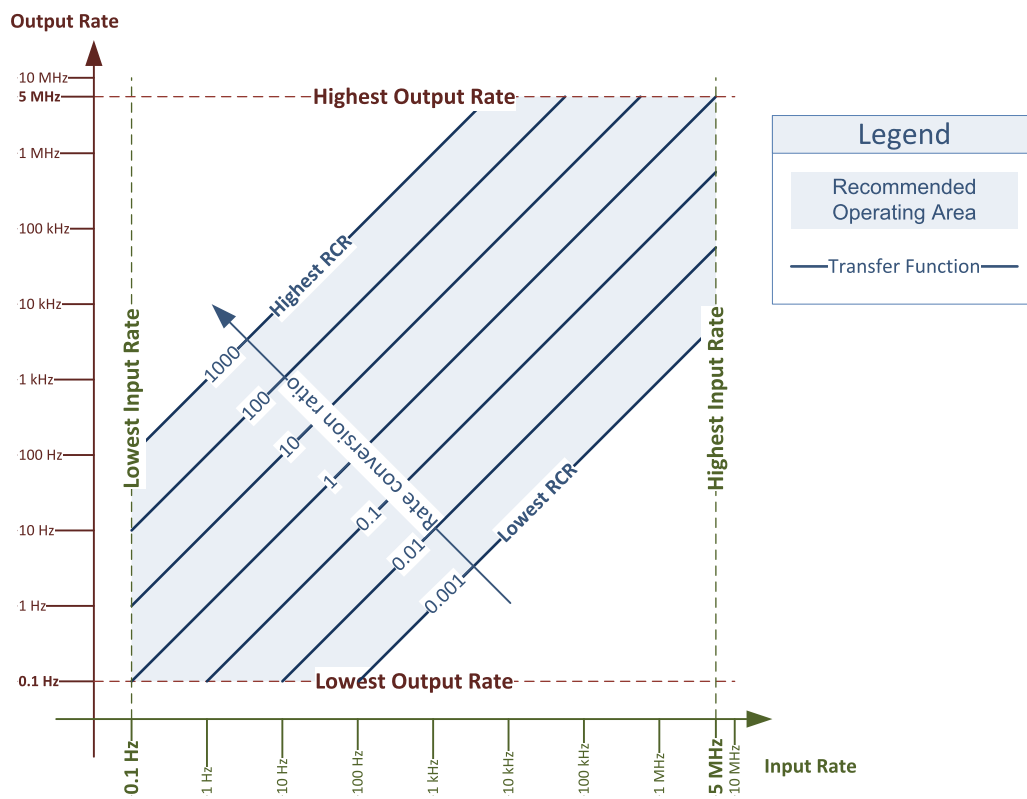 Output Rate
10 MHz
5 MHz
1 MHz
100 kHz
10 kHz
1 kHz
100 Hz
10 Hz
1 Hz
0.1 Hz
Highest Output Rate
Lowest Output Rate
Lowest Input Rate
Highest Input Rate
Highest RCR
Lowest RCR
1000
100
10
1
0.1
0.01
0.001
Rate conversion ratio
Legend
Recommended
Operating Area
Transfer Function
0.1 Hz
1 Hz
10 Hz
100 Hz
1 kHz
10 kHz
100 kHz
1 MHz
5 MHz
10 MHz
Input Rate